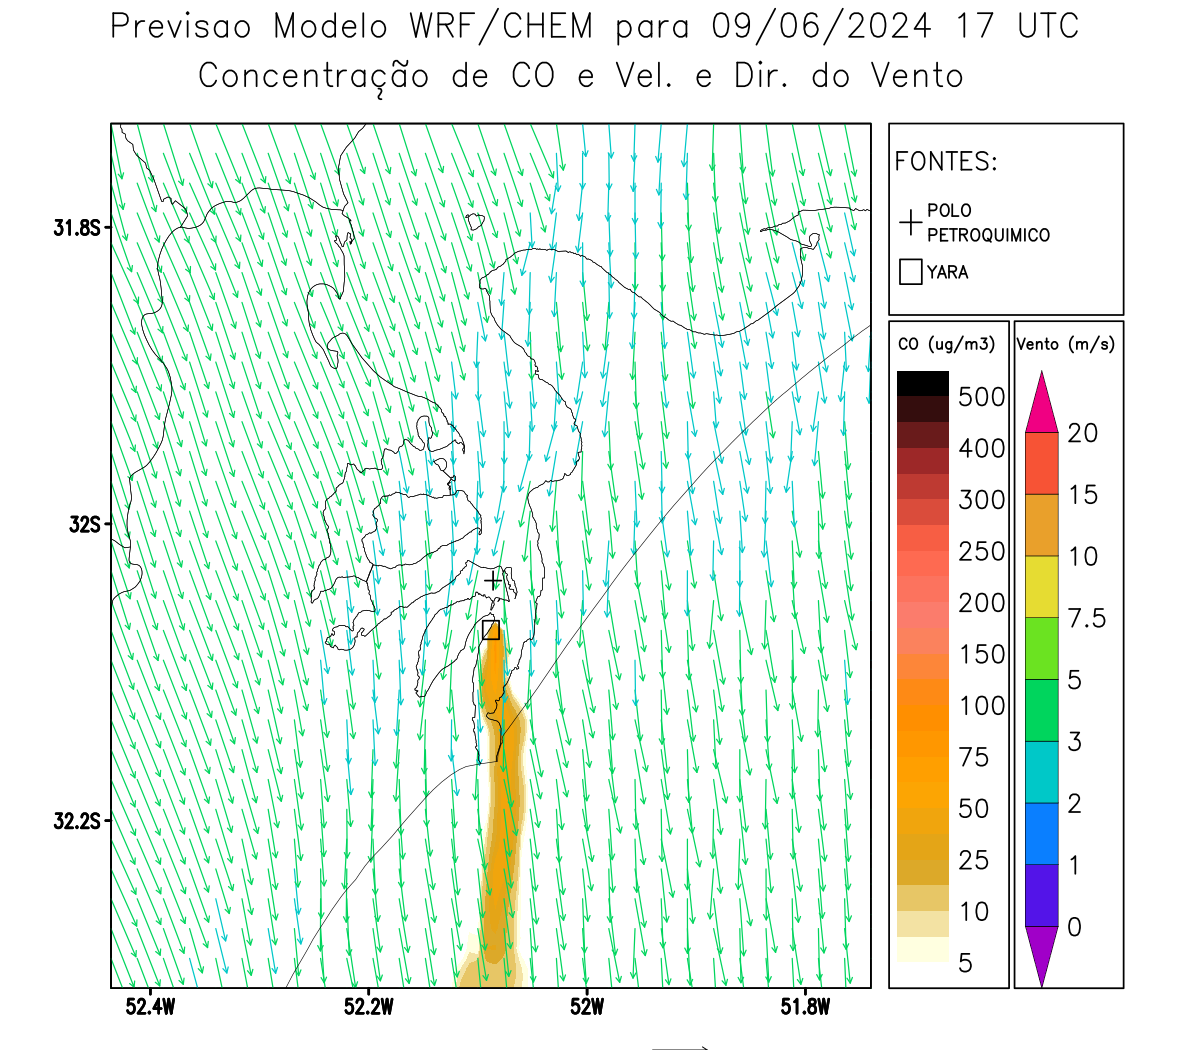 Previsao Modelo WRF/CHEM para 09/06/2024 17 UTC
Concentração de CO e Vel. e Dir. do Vento
FONTES:
POLO
PETROQUIMICO
YARA
31.8S
32S
32.2S
52.4W
52.2W
52W
51.8W
CO (ug/m3)
500
400
300
250
200
150
100
75
50
25
10
5
Vento (m/s)
20
15
10
7.5
5
3
2
1
0